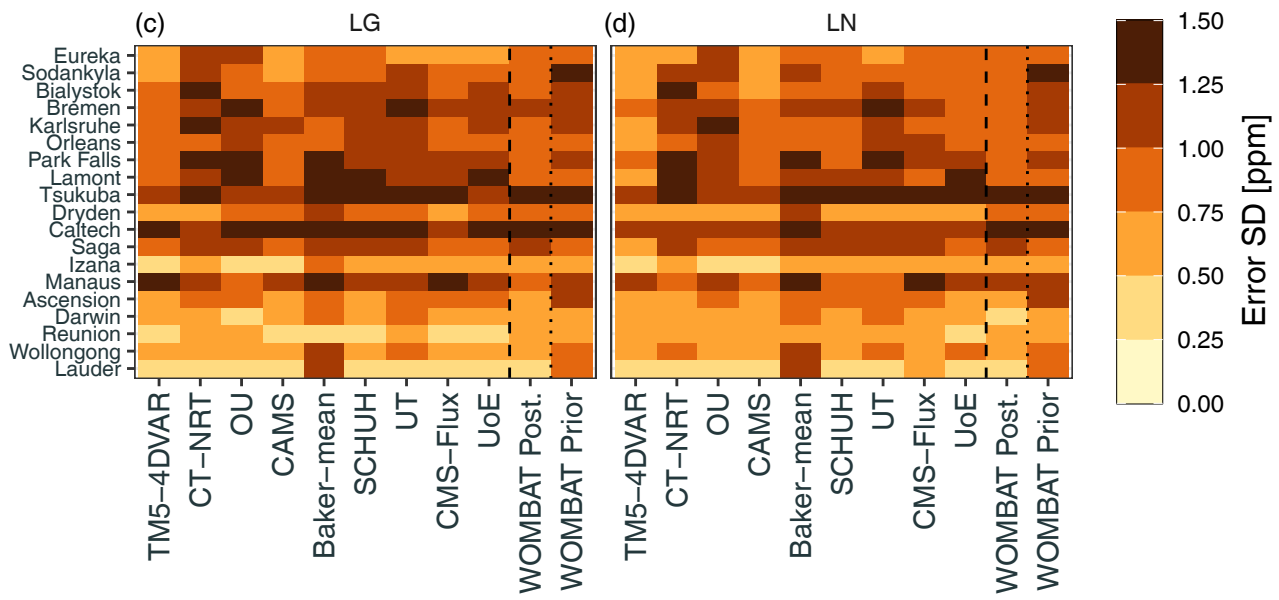 (c) LG (d) LN
Eureka
Sodankyla
Bialystok
Bremen
Karlsruhe
Orleans
Park Falls
Lamont
Tsukuba
Dryden
Caltech
Saga
Izana
Manaus
Ascension
Darwin
Reunion
Wollongong
Lauder
TM5−4DVAR
CT−NRT
OU
CAMS
Baker−mean
SCHUH
UT
CMS−Flux
UoE
WOMBAT Post.
WOMBAT Prior
TM5−4DVAR
CT−NRT
OU
CAMS
Baker−mean
SCHUH
UT
CMS−Flux
UoE
WOMBAT Post.
WOMBAT Prior
1.50
1.25
1.00
0.75
0.50
1.25
0.00
Error SD [ppm]